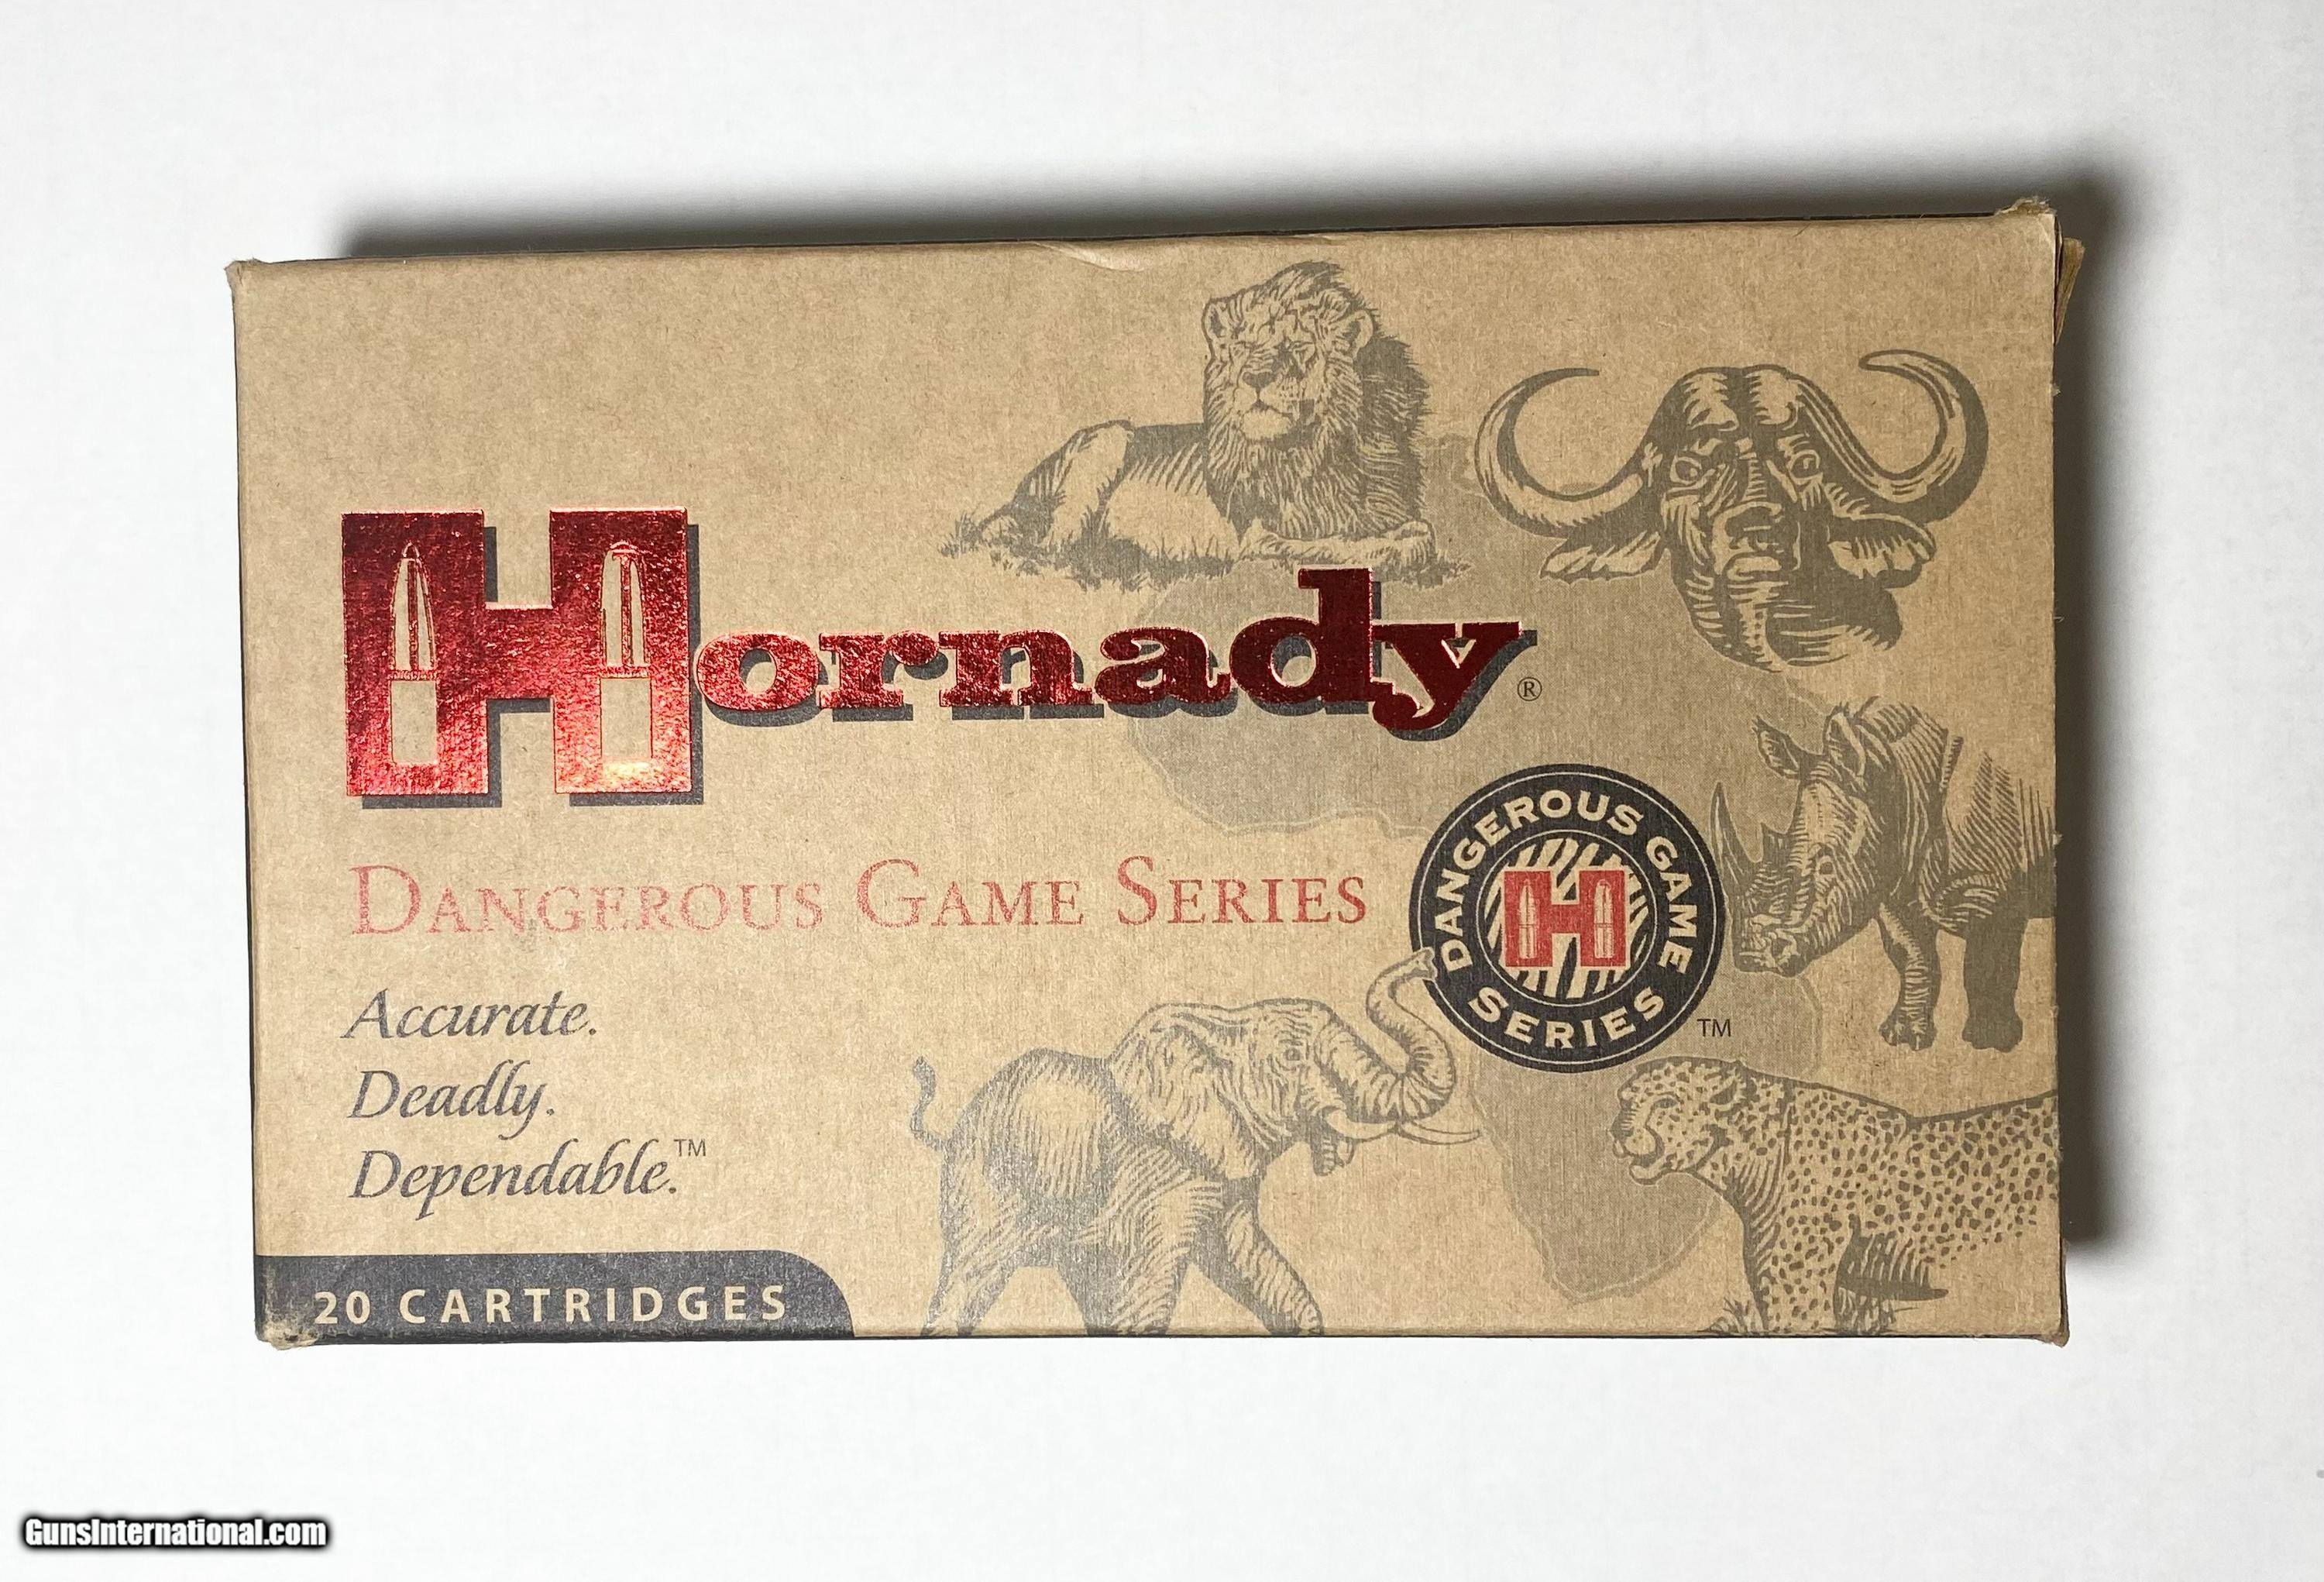 Hornady®
DANGEROUS GAME SERIES
DANGEROUS GAME
SERIES
H
™
Accurate.
Deadly.
Dependable.™
20 CARTRIDGES
GunsInternational.com